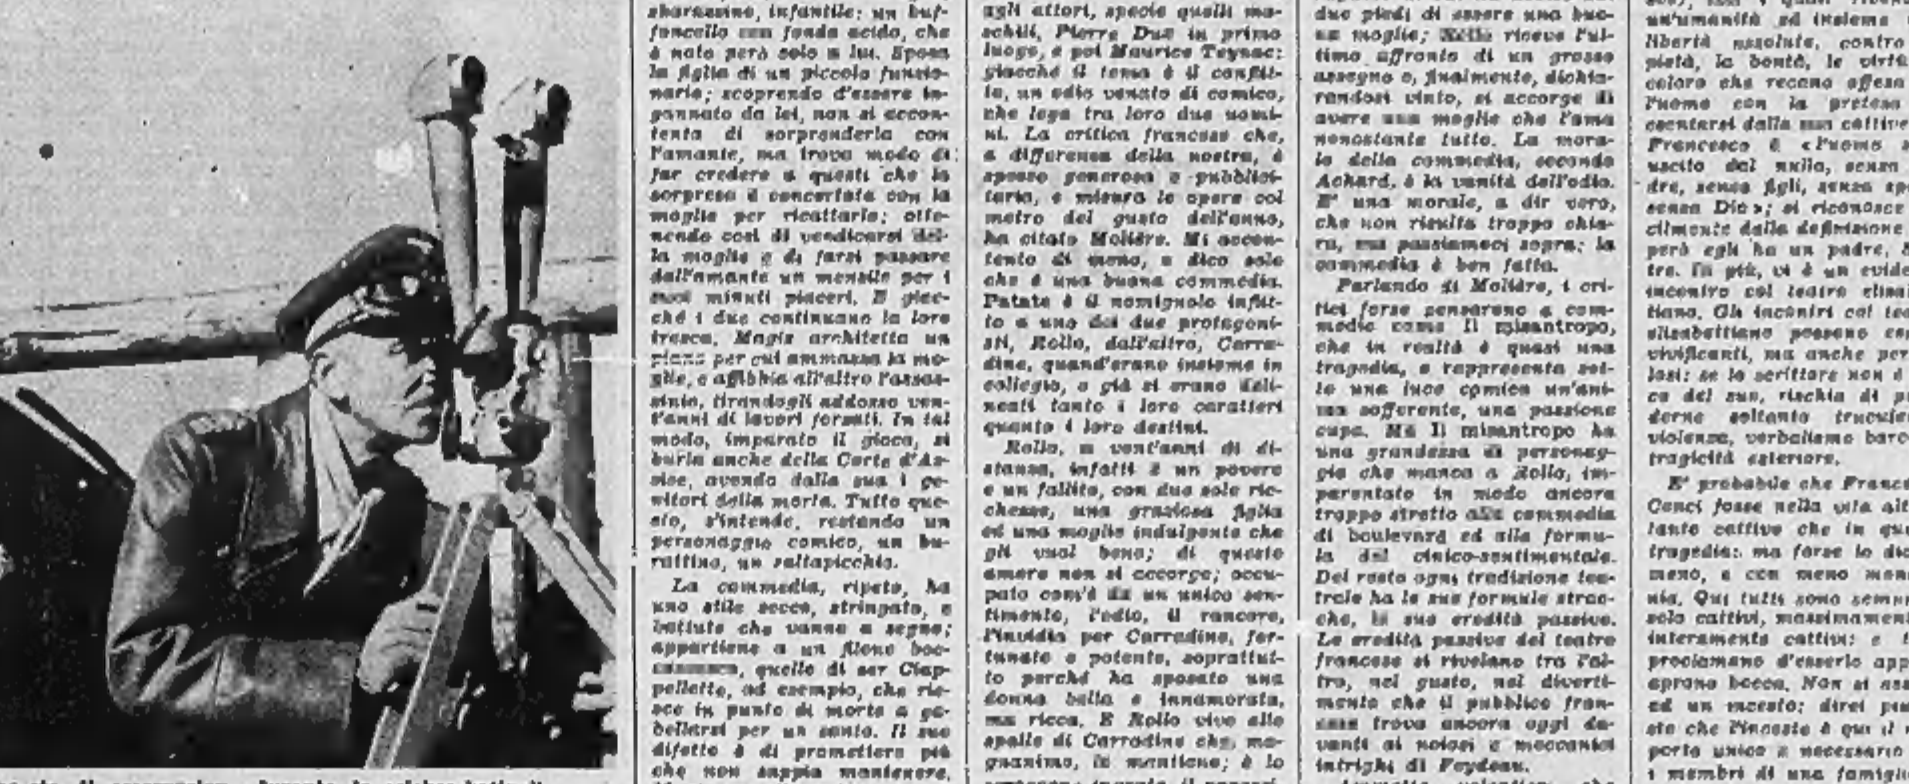 sbarazzino, infantile: un buf-
foncello con fondo acido, che
è noto però solo a lui. Sposa
la figlia di un piccolo funzio-
nario; scoprendo d'essere in-
gannato da lei, non si accon-
tenta di sorprenderla con
l'amante, ma trova modo di
far credere a questi che la
sorpresa è concertata con la
moglie per ricattarlo; otte-
nendo così di vendicarsi del-
la moglie e di farsi passare
dall'amante un mensile per i
suoi minuti piaceri. E giac-
ché i due continuano la loro
tresca, Magis architetta un
piano per cui ammazza la mo-
glie, e affibbia all'altro l'assas-
sinio, tirandogli addosso ven-
t'anni di lavori forzati. In tal
modo, imparato il gioco, si
burla anche della Corte d'As-
sise, avendo dalla sua i ge-
nitori della morta. Tutto que-
sto, s'intende, restando un
personaggio comico, un bu-
rattino, un saltapicchio.
La commedia, ripeto, ha
uno stile secco, stringato, e
battute che vanno a segno;
appartiene a un filone boc-
quello di ser Ciap-
pelletto, ad esempio, che rie-
sce in punto di morte a ga-
bellarsi per un santo. Il suo
difetto è di promettere più
che non sappia mantenere.
agli attori, specie quelli ma-
schili, Pierre Dux in primo
luogo, e poi Maurice Teynac:
giacché il tema è il conflit-
to, un odio venato di comico,
che lega tra loro due uomi-
ni. La critica francese che,
a differenza della nostra, è
spesso generosa e pubblici-
taria, e misura le opere col
metro del gusto dell'anno,
ha citato Molière. Mi accon-
tento di meno, e dico solo
che è una buona commedia.
Patate è il nomignolo inflit-
to a uno dei due protagoni-
sti, Rollo, dall'altro, Carra-
dine, quand'erano insieme in
collegio, e già si erano deli-
neati tanto i loro caratteri
quanto i loro destini.
Rollo, a vent'anni di di-
stanza, infatti è un povero
e un fallito, con due sole ric-
chezze, una graziosa figlia
ed una moglie indulgente che
gli vuol bene; di questo
amore non si accorge; occu-
pato com'è da un unico sen-
timento, l'odio, il rancore,
l'invidia per Carradine, for-
tunato e potente, soprattut-
to perché ha sposato una
donna bella e innamorata,
ma ricca. E Rollo vive alle
spalle di Carradine che, ma-
gnanimo, lo mantiene; è lo
due piedi di essere una buo-
na moglie; Rollo riceve l'ul-
timo affronto di un grosso
assegno e, finalmente, dichia-
randosi vinto, si accorge di
avere una moglie che l'ama
nonostante tutto. La mora-
le della commedia, secondo
Achard, è la vanità dell'odio.
E' una morale, a dir vero,
che non risulta troppo chia-
ra, ma passiamoci sopra; la
commedia è ben fatta.
Parlando di Molière, i cri-
tici forse pensarono a com-
medie come Il misantropo,
che in realtà è quasi una
tragedia, e rappresenta sot-
to una luce comica un'ani-
ma sofferente, una passione
cupa. Ma Il misantropo ha
una grandezza di personag-
gio che manca a Rollo, im-
parentato in modo ancora
troppo stretto alla commedia
di boulevard ed alla formu-
la del cinico-sentimentale.
Del resto ogni tradizione tea-
trale ha le sue formule strac-
che, le sue eredità passive.
Le eredità passive del teatro
francese si rivelano tra l'al-
tro, nel gusto, nel diverti-
mento che il pubblico fran-
cese trova ancora oggi da-
vanti ai noiosi e meccanici
intrighi di Feydeau.
un'umanità ed insieme
libertà assoluta, contro
pietà, la bontà, le virtù
coloro che recano offesa
l'uomo con la pretesa
esentarsi dalla sua cattive
Francesco è «l'uomo
uscito dal nulla, senza
dre, senza figli, senza
senza Dio»; si riconosce
cilmente dalla definizione
però egli ha un padre,
tre. In più, vi è un evide
incontro col teatro elisa
tiano. Gli incontri col tea
elisabettiano possono
vivificanti, ma anche per
losi: se lo scrittore non è
ca del suo, rischia di
derne soltanto truculen
violenza, verbalismo baro
tragicità esteriore.
E' probabile che France
Cenci fosse nella vita
tanto cattivo che in
tragedia: ma forse lo
meno, e con meno
nia. Qui tutti sono
solo cattivi, massimament
interamente cattivi; e
proclamano d'esserlo app
aprono bocca. Non si
ed un incesto; direi
sto che l'incesto è qui il
porto unico e necessario
i membri di una famigl